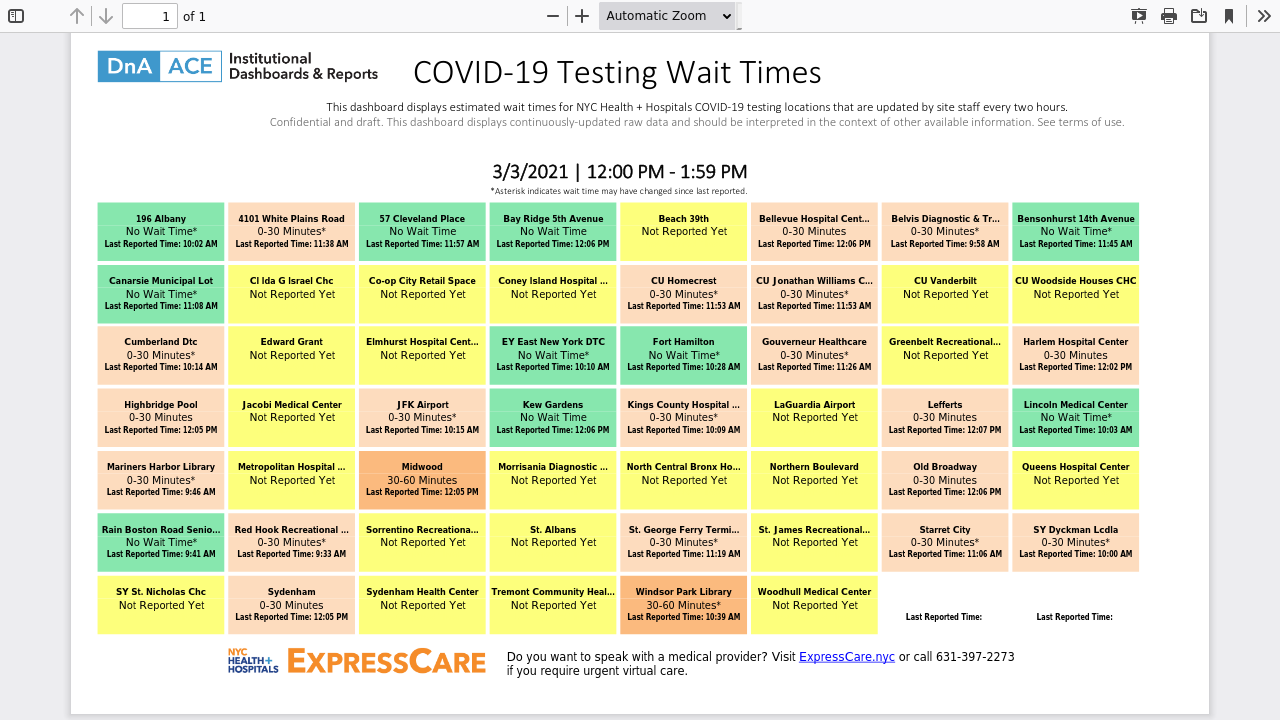 1 of 1
Automatic Zoom
DnA ACE Institutional Dashboards & Reports
COVID-19 Testing Wait Times
This dashboard displays estimated wait times for NYC Health + Hospitals COVID-19 testing locations that are updated by site staff every two hours.
Confidential and draft. This dashboard displays continuously-updated raw data and should be interpreted in the context of other available information. See terms of use.
3/3/2021 | 12:00 PM - 1:59 PM
*Asterisk indicates wait time may have changed since last reported.
196 Albany
No Wait Time*
Last Reported Time: 10:02 AM
4101 White Plains Road
0-30 Minutes*
Last Reported Time: 11:38 AM
57 Cleveland Place
No Wait Time
Last Reported Time: 11:57 AM
Bay Ridge 5th Avenue
No Wait Time
Last Reported Time: 12:06 PM
Beach 39th
Not Reported Yet
Bellevue Hospital Cent...
0-30 Minutes
Last Reported Time: 12:06 PM
Belvis Diagnostic & Tr...
0-30 Minutes*
Last Reported Time: 9:58 AM
Bensonhurst 14th Avenue
No Wait Time*
Last Reported Time: 11:45 AM
Canarsie Municipal Lot
No Wait Time*
Last Reported Time: 11:08 AM
Cl Ida G Israel Chc
Not Reported Yet
Co-op City Retail Space
Not Reported Yet
Coney Island Hospital ...
Not Reported Yet
CU Homecrest
0-30 Minutes*
Last Reported Time: 11:53 AM
CU Jonathan Williams C...
0-30 Minutes*
Last Reported Time: 11:53 AM
CU Vanderbilt
Not Reported Yet
CU Woodside Houses CHC
Not Reported Yet
Cumberland Dtc
0-30 Minutes*
Last Reported Time: 10:14 AM
Edward Grant
Not Reported Yet
Elmhurst Hospital Cent...
Not Reported Yet
EY East New York DTC
No Wait Time*
Last Reported Time: 10:10 AM
Fort Hamilton
No Wait Time*
Last Reported Time: 10:28 AM
Gouverneur Healthcare
0-30 Minutes*
Last Reported Time: 11:26 AM
Greenbelt Recreational...
Not Reported Yet
Harlem Hospital Center
0-30 Minutes
Last Reported Time: 12:02 PM
Highbridge Pool
0-30 Minutes
Last Reported Time: 12:05 PM
Jacobi Medical Center
Not Reported Yet
JFK Airport
0-30 Minutes*
Last Reported Time: 10:15 AM
Kew Gardens
No Wait Time
Last Reported Time: 12:06 PM
Kings County Hospital ...
0-30 Minutes*
Last Reported Time: 10:09 AM
LaGuardia Airport
Not Reported Yet
Lefferts
0-30 Minutes
Last Reported Time: 12:07 PM
Lincoln Medical Center
No Wait Time*
Last Reported Time: 10:03 AM
Mariners Harbor Library
0-30 Minutes*
Last Reported Time: 9:46 AM
Metropolitan Hospital ...
Not Reported Yet
Midwood
30-60 Minutes
Last Reported Time: 12:05 PM
Morrisania Diagnostic ...
Not Reported Yet
North Central Bronx Ho...
Not Reported Yet
Northern Boulevard
Not Reported Yet
Old Broadway
0-30 Minutes
Last Reported Time: 12:06 PM
Queens Hospital Center
Not Reported Yet
Rain Boston Road Senio...
No Wait Time*
Last Reported Time: 9:41 AM
Red Hook Recreational ...
0-30 Minutes*
Last Reported Time: 9:33 AM
Sorrentino Recreationa...
Not Reported Yet
St. Albans
Not Reported Yet
St. George Ferry Termi...
0-30 Minutes*
Last Reported Time: 11:19 AM
St. James Recreational...
Not Reported Yet
Starret City
0-30 Minutes*
Last Reported Time: 11:06 AM
SY Dyckman Lcdla
0-30 Minutes*
Last Reported Time: 10:00 AM
SY St. Nicholas Chc
Not Reported Yet
Sydenham
0-30 Minutes
Last Reported Time: 12:05 PM
Sydenham Health Center
Not Reported Yet
Tremont Community Heal...
Not Reported Yet
Windsor Park Library
30-60 Minutes*
Last Reported Time: 10:39 AM
Woodhull Medical Center
Not Reported Yet
Last Reported Time:
Last Reported Time:
NYC HEALTH+ HOSPITALS
EXPRESSCARE
Do you want to speak with a medical provider? Visit ExpressCare.nyc or call 631-397-2273
if you require urgent virtual care.